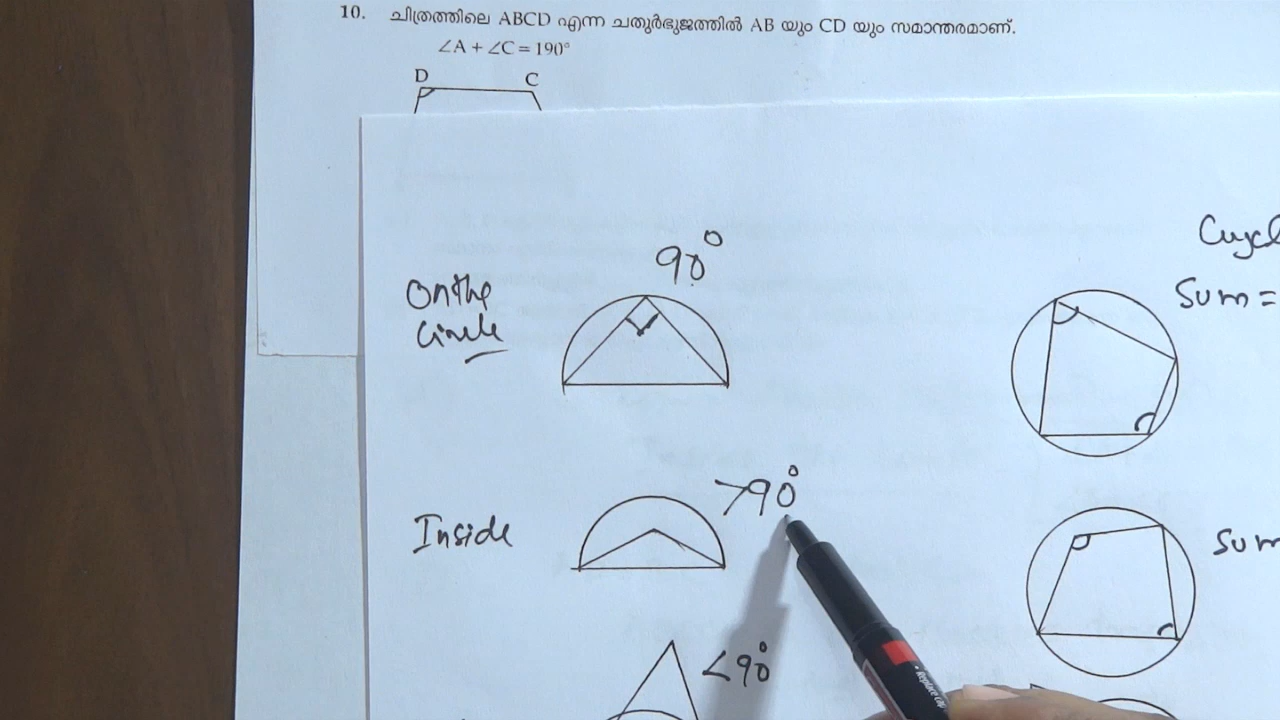 10. ചിത്രത്തിലെ ABCD എന്ന ചതുർഭുജത്തിൽ AB യും CD യും സമാന്തരമാണ്.
∠A + ∠C = 190°
D C
90°
On the
Circle
Sum =
Inside
>90°
Sum
<90°